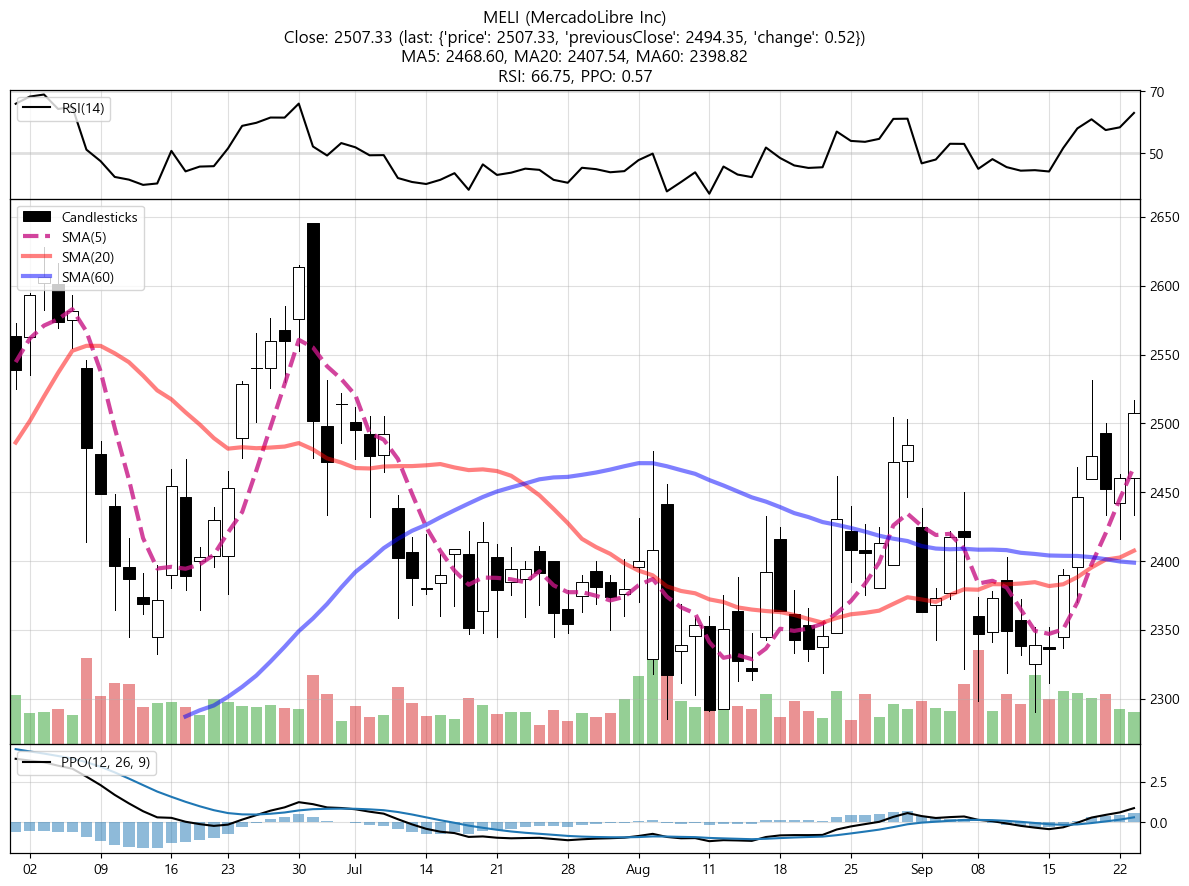 MELI (MercadoLibre Inc)
Close: 2507.33 (last: {'price': 2507.33, 'previousClose': 2494.35, 'change': 0.52})
MA5: 2468.60, MA20: 2407.54, MA60: 2398.82
RSI: 66.75, PPO: 0.57
RSI(14)
70
50
Candlesticks
SMA(5)
SMA(20)
SMA(60)
2650
2600
2550
2500
2450
2400
2350
2300
PPO(12, 26, 9)
2.5
0.0
02 09 16 23 Jul 14 21 28 Aug 11 18 25 Sep 08 15 22